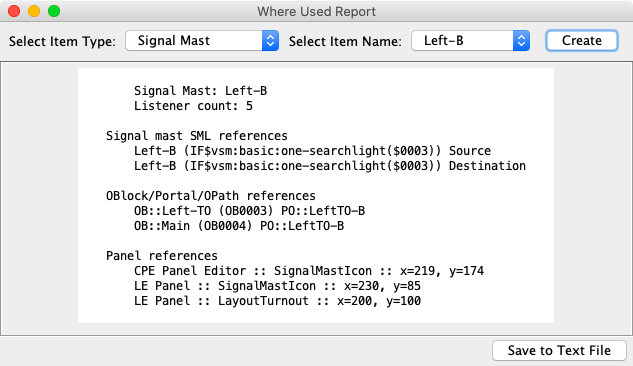 Where Used Report
Select Item Type: Signal Mast Select Item Name: Left-B Create
Signal Mast: Left-B
Listener count: 5
Signal mast SML references
Left-B (IF$vsm:basic:one-searchlight($0003)) Source
Left-B (IF$vsm:basic:one-searchlight($0003)) Destination
OBlock/Portal/OPath references
OB::Left-TO (OB0003) PO::LeftTO-B
OB::Main (OB0004) PO::LeftTO-B
Panel references
CPE Panel Editor :: SignalMastIcon :: x=219, y=174
LE Panel :: SignalMastIcon :: x=230, y=85
LE Panel :: LayoutTurnout :: x=200, y=100
Save to Text File